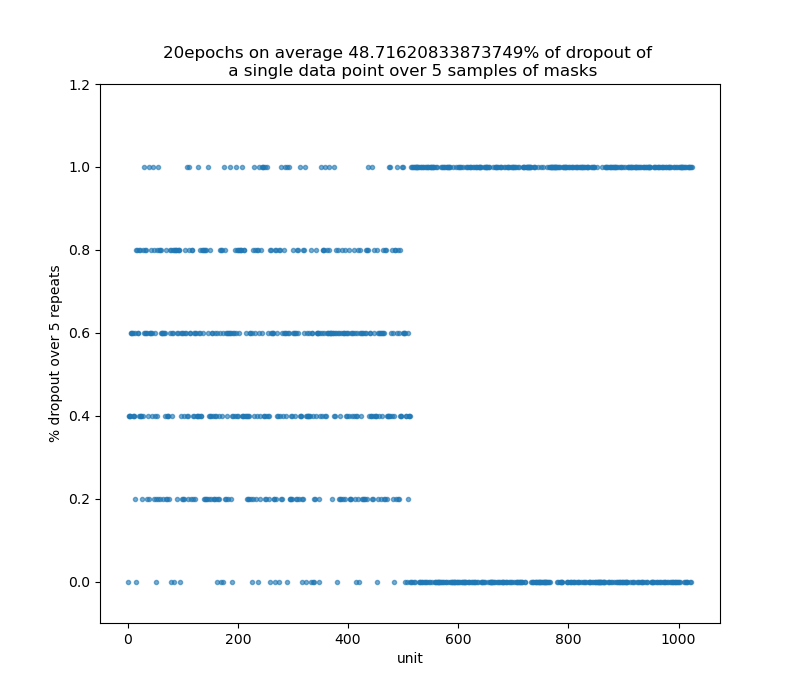 20epochs on average 48.71620833873749% of dropout of
a single data point over 5 samples of masks
1.2
1.0
0.8
0.6
0.4
0.2
0.0
% dropout over 5 repeats
0 200 400 600 800 1000
unit